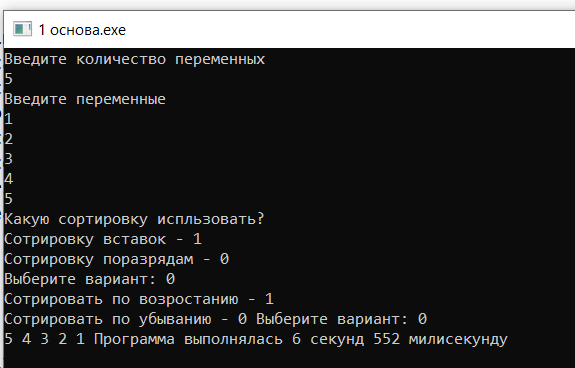 1 основа.exe
Введите количество переменных
5
Введите переменные
1
2
3
4
5
Какую сортировку испльзовать?
Сотрировку вставок - 1
Сотрировку поразрядам - 0
Выберите вариант: 0
Сотрировать по возростанию - 1
Сотрировать по убыванию - 0 Выберите вариант: 0
5 4 3 2 1 Программа выполнялась 6 секунд 552 милисекунду